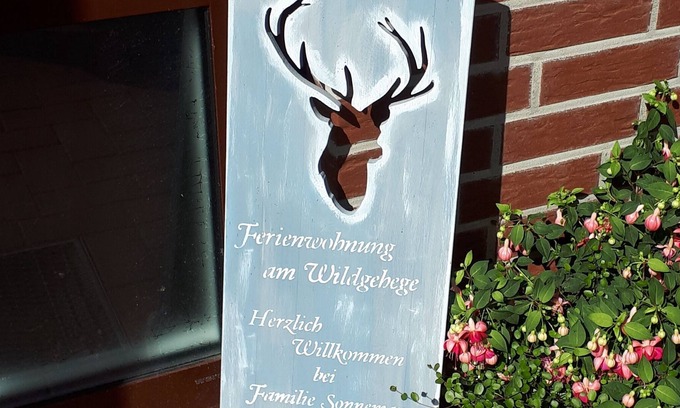 Ferienwohnung
am Wildgehege
Herzlich
Willkommen
bei
Familie